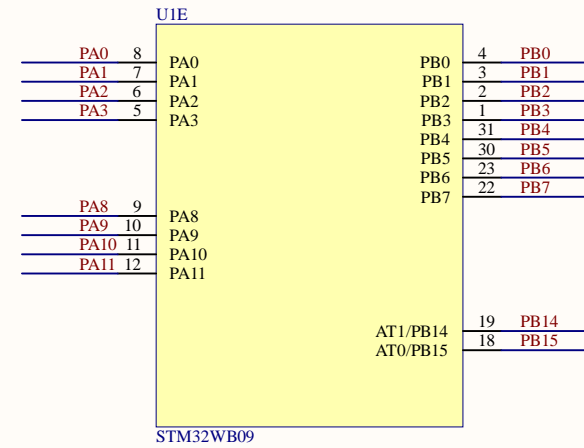 U1E
PA0 8 PA0 PB0 4 PB0
PA1 7 PA1 PB1 3 PB1
PA2 6 PA2 PB2 2 PB2
PA3 5 PA3 PB3 1 PB3
PB4 31 PB4
PB5 30 PB5
PB6 23 PB6
PB7 22 PB7
PA8 9 PA8
PA9 10 PA9
PA10 11 PA10
PA11 12 PA11
AT1/PB14 19 PB14
AT0/PB15 18 PB15
STM32WB09